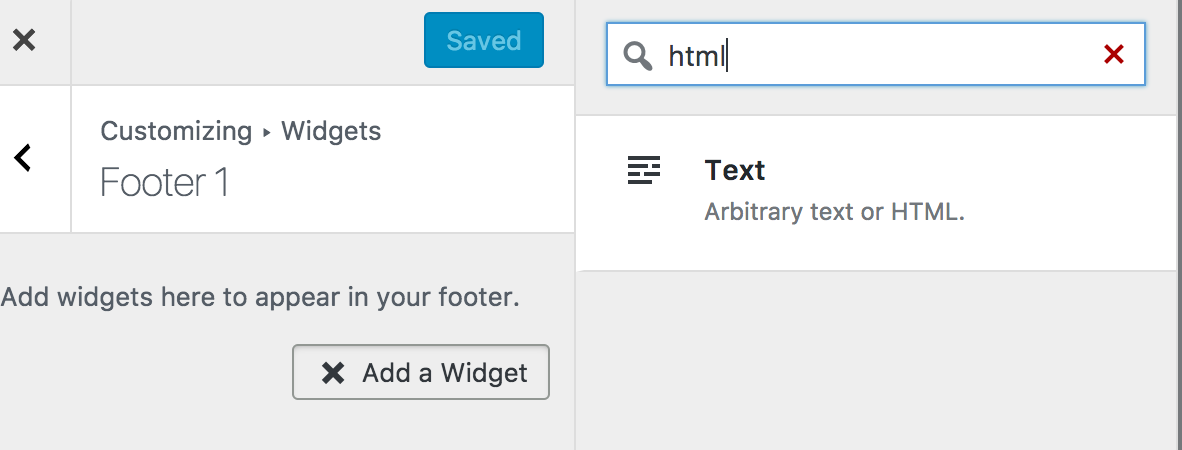 Saved
Customizing ▸ Widgets
Footer 1
Add widgets here to appear in your footer.
Add a Widget
html
Text
Arbitrary text or HTML.